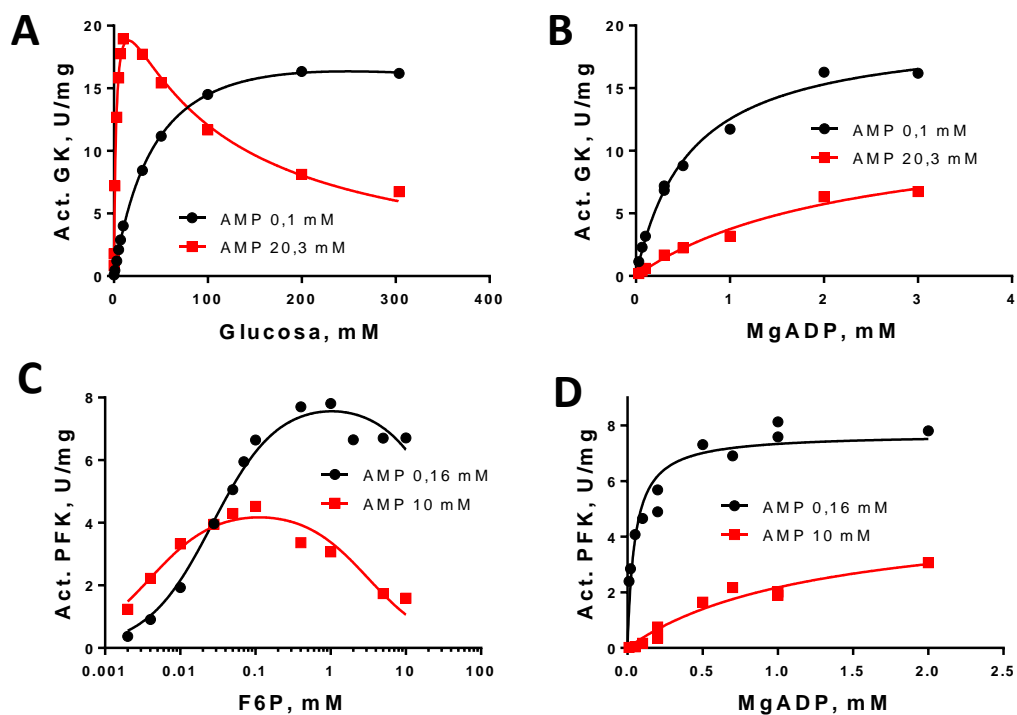 A
Act. GK, U/mg
20
15
10
5
0
0
100
200
300
400
Glucosa, mM
AMP 0,1 mM
AMP 20,3 mM
B
Act. GK, U/mg
20
15
10
5
0
0
1
2
3
4
MgADP, mM
AMP 0,1 mM
AMP 20,3 mM
C
Act. PFK, U/mg
8
6
4
2
0
0.001
0.01
0.1
1
10
100
F6P, mM
AMP 0,16 mM
AMP 10 mM
D
Act. PFK, U/mg
8
6
4
2
0
0.0
0.5
1.0
1.5
2.0
2.5
MgADP, mM
AMP 0,16 mM
AMP 10 mM